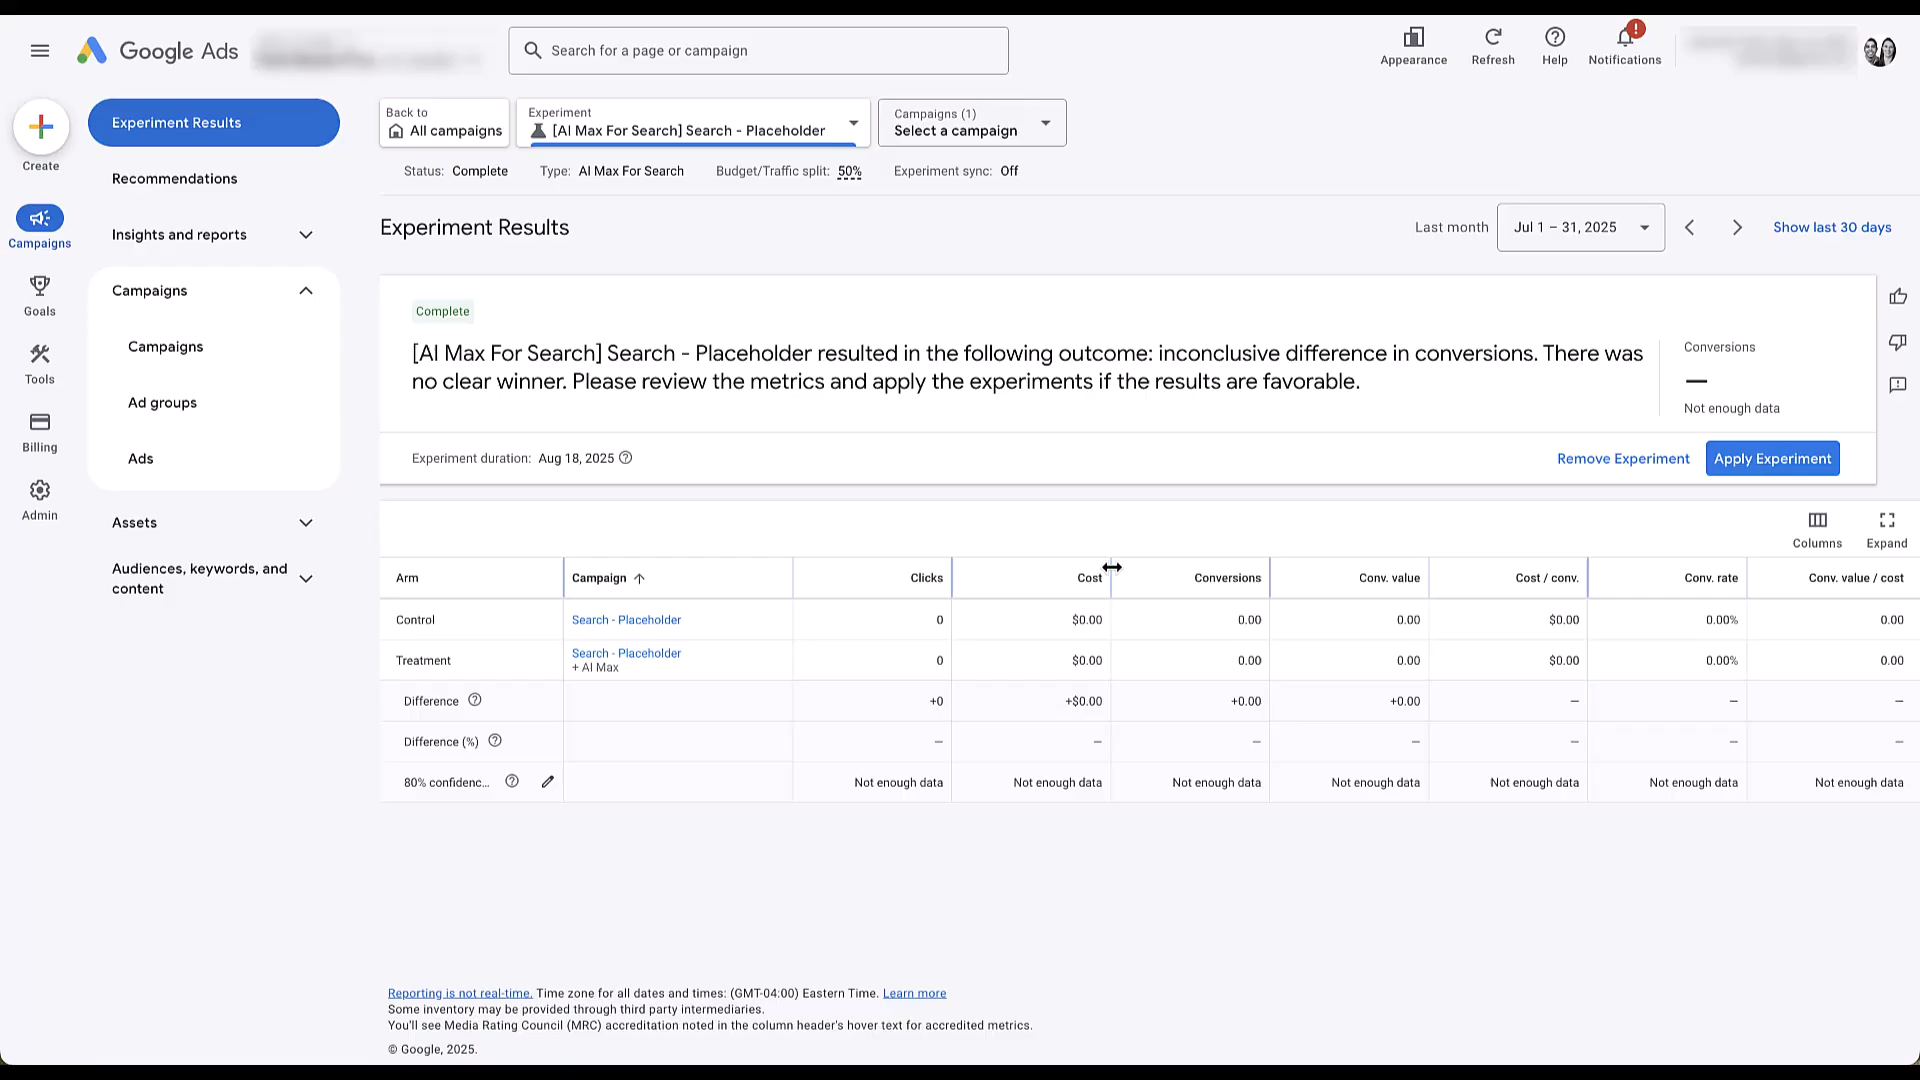 Google Ads
Search for a page or campaign
Appearance
Refresh
Help
!
Notifications
Create
Campaigns
Goals
Tools
Billing
Admin
Experiment Results
Recommendations
Insights and reports
Campaigns
Campaigns
Ad groups
Ads
Assets
Audiences, keywords, and
content
Back to
All campaigns
Experiment
[AI Max For Search] Search - Placeholder
Campaigns (1)
Select a campaign
Status: Complete Type: AI Max For Search Budget/Traffic split: 50% Experiment sync: Off
Experiment Results
Last month Jul 1 – 31, 2025 Show last 30 days
Complete
[AI Max For Search] Search - Placeholder resulted in the following outcome: inconclusive difference in conversions. There was
no clear winner. Please review the metrics and apply the experiments if the results are favorable.
Conversions
—
Not enough data
Experiment duration: Aug 18, 2025
Remove Experiment
Apply Experiment
Columns
Expand
Arm Campaign Clicks Cost Conversions Conv. value Cost / conv. Conv. rate Conv. value / cost
Control Search - Placeholder 0 $0.00 0.00 0.00 $0.00 0.00% 0.00
Treatment Search - Placeholder 0 $0.00 0.00 0.00 $0.00 0.00% 0.00
+ AI Max
Difference +0 +$0.00 +0.00 +0.00 – – –
Difference (%) – – – – – – –
80% confidenc... Not enough data Not enough data Not enough data Not enough data Not enough data Not enough data Not enough data
Reporting is not real-time. Time zone for all dates and times: (GMT-04:00) Eastern Time. Learn more
Some inventory may be provided through third party intermediaries.
You'll see Media Rating Council (MRC) accreditation noted in the column header's hover text for accredited metrics.
© Google, 2025.